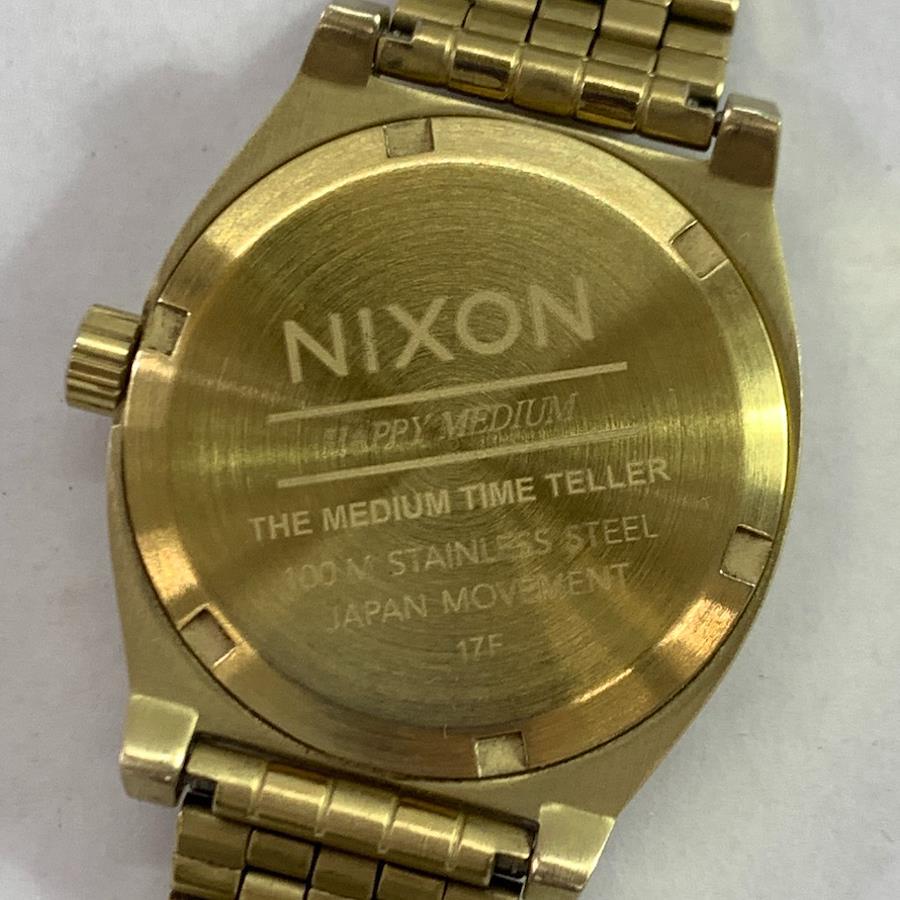 NIXON
HAPPY MEDIUM
THE MEDIUM TIME TELLER
100 M STAINLESS STEEL
JAPAN MOVEMENT
17F